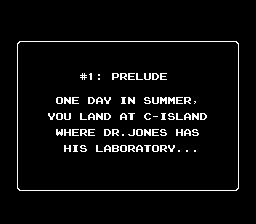 #1: PRELUDE
ONE DAY IN SUMMER,
YOU LAND AT C-ISLAND
WHERE DR.JONES HAS
HIS LABORATORY...